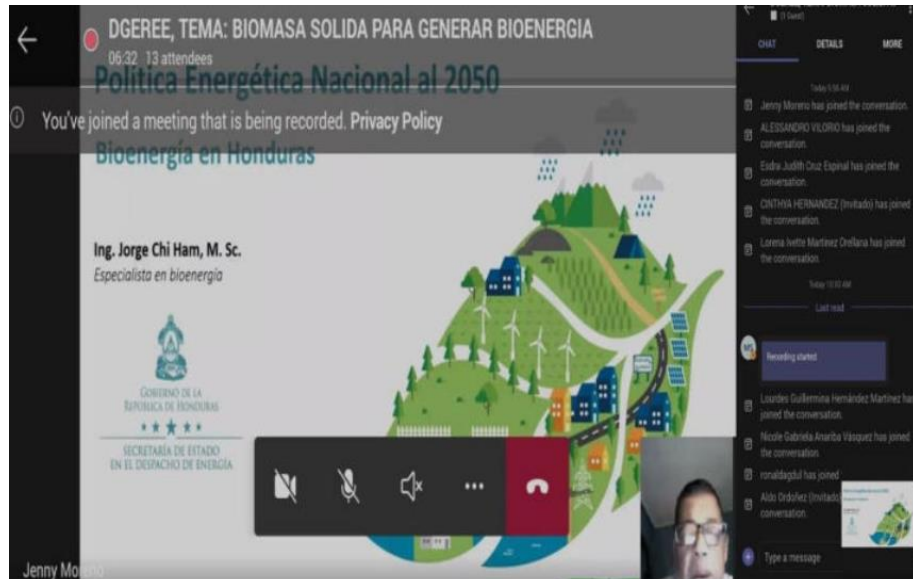 DGEREE, TEMA: BIOMASA SOLIDA PARA GENERAR BIOENERGIA
06:32 13 attendees
Política Energética Nacional al 2050
You've joined a meeting that is being recorded. Privacy Policy
Bioenergía en Honduras
Ing. Jorge Chi Ham, M. Sc.
Especialista en bioenergia
GOBIERNO DE LA
REPÚBLICA DE HONDURAS
SECRETARÍA DE ESTADO
EN EL DESPACHO DE ENERGÍA
Jenny Moreno
CHAT DETAILS MORE
Jenny Moreno has joined the conversation.
ALESSANDRO VILORIO has joined the
conversation.
Esdra Judith Cruz Espinal has joined the
conversation.
CINTHYA HERNANDEZ (Invitado) has joined
the conversation.
Lorena Ivette Martinez Orellana has joined
the conversation.
Last read
MS
Recording started
Lourdes Guillermina Hernández Martínez has
joined the conversation.
Nicole Gabriela Anariba Vásquez has joined
the conversation.
ronaldagdul has joined
Aldo Ordoñez (Invitado)
conversation.
Type a message